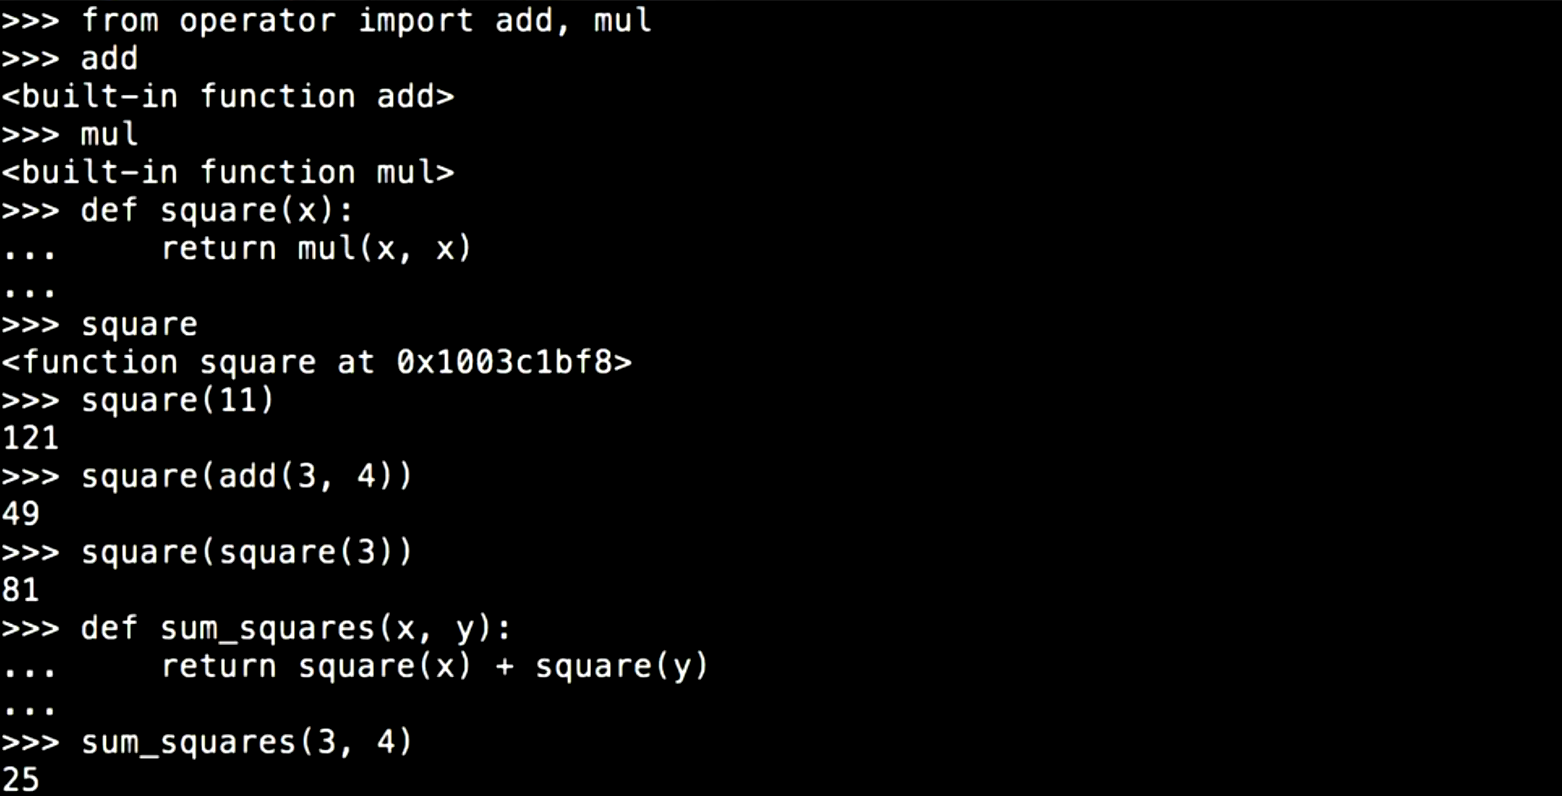 >>> from operator import add, mul
>>> add
<built-in function add>
>>> mul
<built-in function mul>
>>> def square(x):
...     return mul(x, x)
...
>>> square
<function square at 0x1003c1bf8>
>>> square(11)
121
>>> square(add(3, 4))
49
>>> square(square(3))
81
>>> def sum_squares(x, y):
...     return square(x) + square(y)
...
>>> sum_squares(3, 4)
25